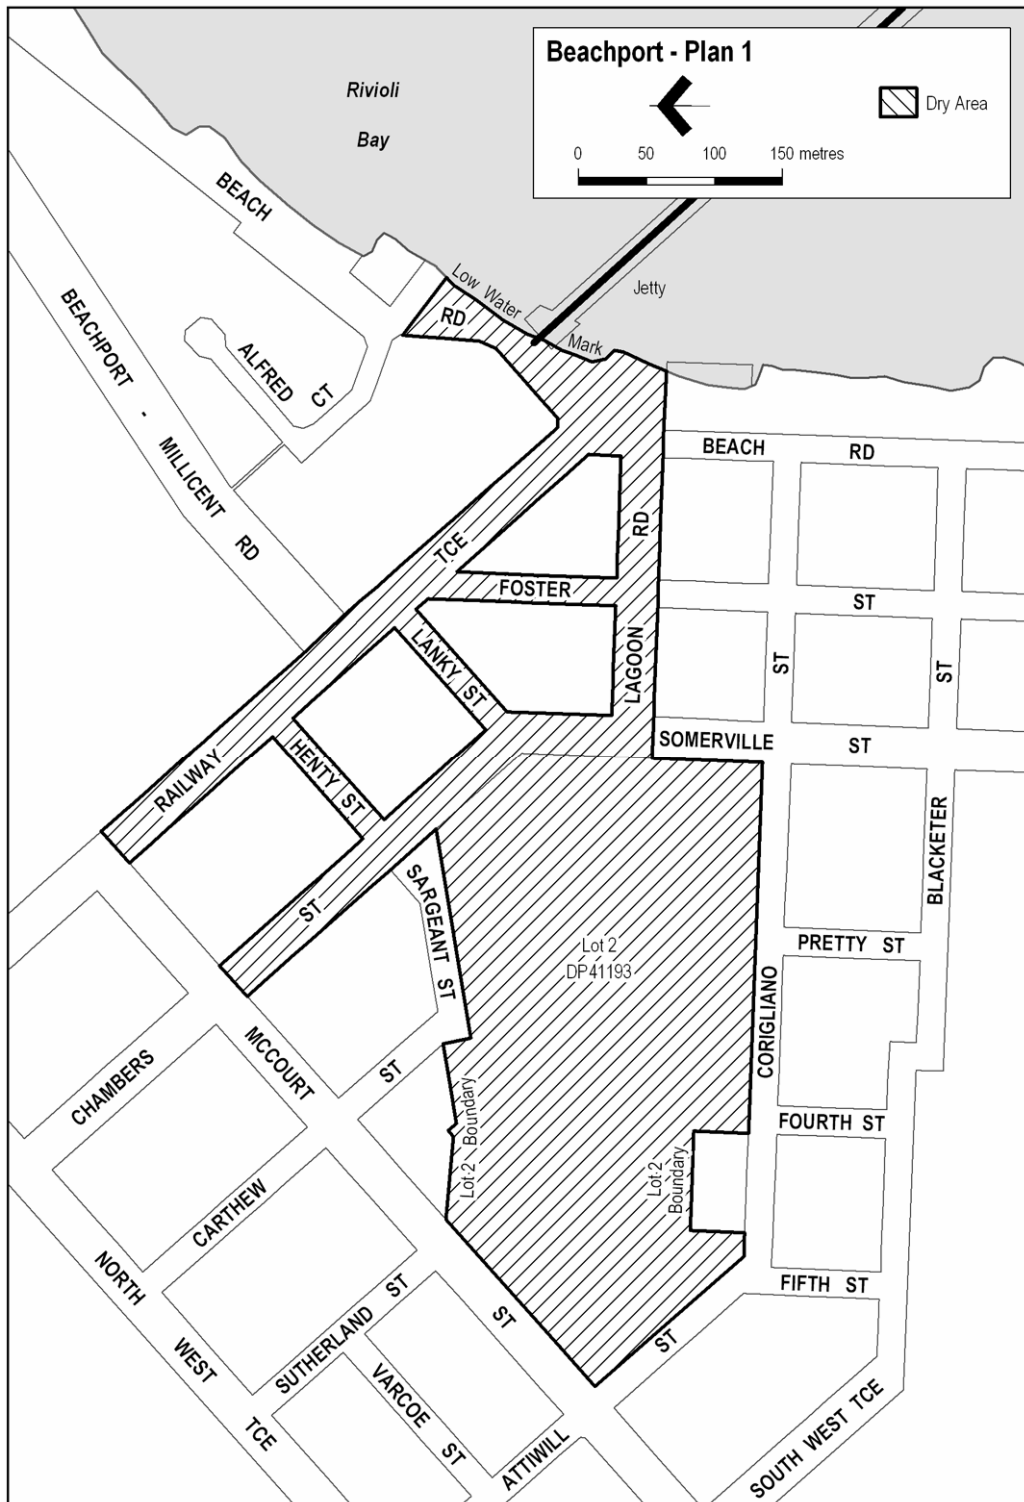 Beachport - Plan 1
Dry Area
0 50 100 150 metres
Rivioli
Bay
BEACH
RD
Low Water
Mark
Jetty
BEACHPORT - MILLICENT RD
ALFRED
CT
BEACH RD
TCE
RD
FOSTER
ST
LANKY ST
LAGOON
ST
ST
RAILWAY
HENTY ST
SOMERVILLE ST
BLACKETER
ST
SARGEANT ST
Lot 2
DP41193
PRETTY ST
CORIGLIANO
MCCOURT
ST
CHAMBERS
Lot 2
Boundary
FOURTH ST
Lot 2
Boundary
CARTHEW
NORTH
WEST
TCE
SUTHERLAND ST
ST
FIFTH ST
ST
VARCOE ST
ATTIWILL
SOUTH WEST TCE